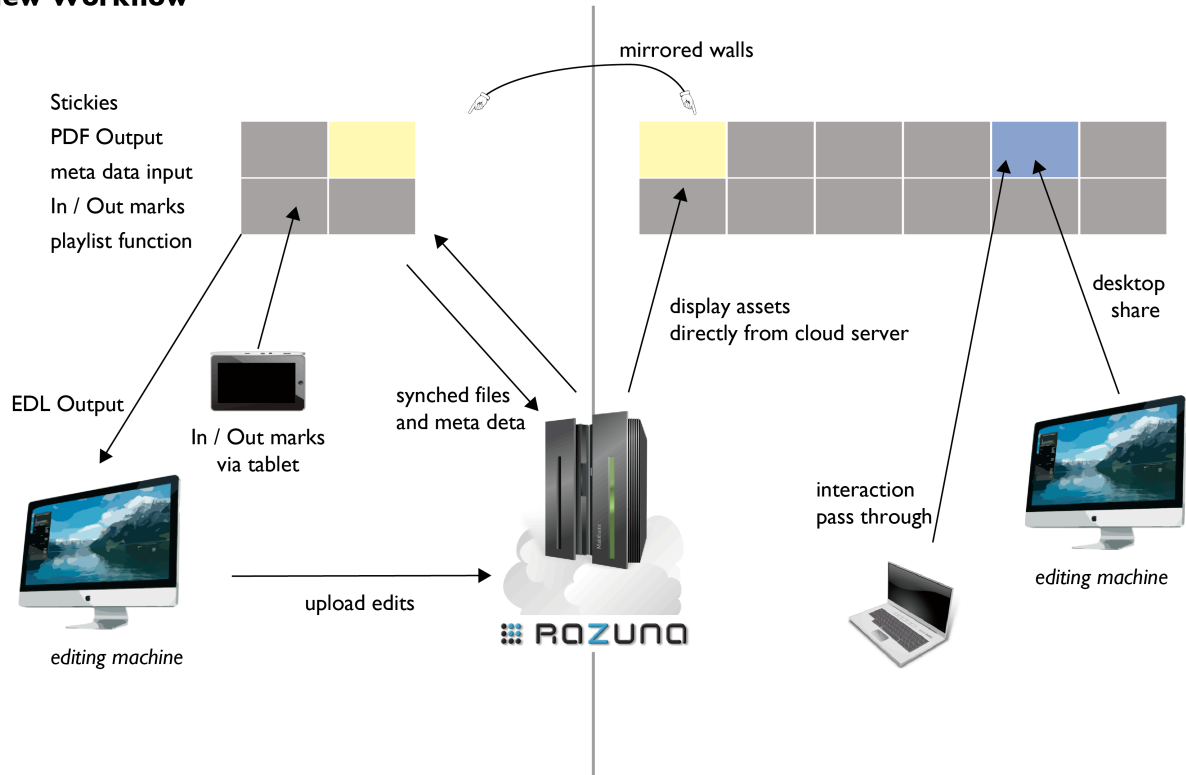 Workflow
mirrored walls
Stickies
PDF Output
meta data input
In / Out marks
playlist function
display assets
directly from cloud server
desktop
share
EDL Output
synched files
and meta deta
In / Out marks
via tablet
interaction
pass through
editing machine
upload edits
Razuna
editing machine